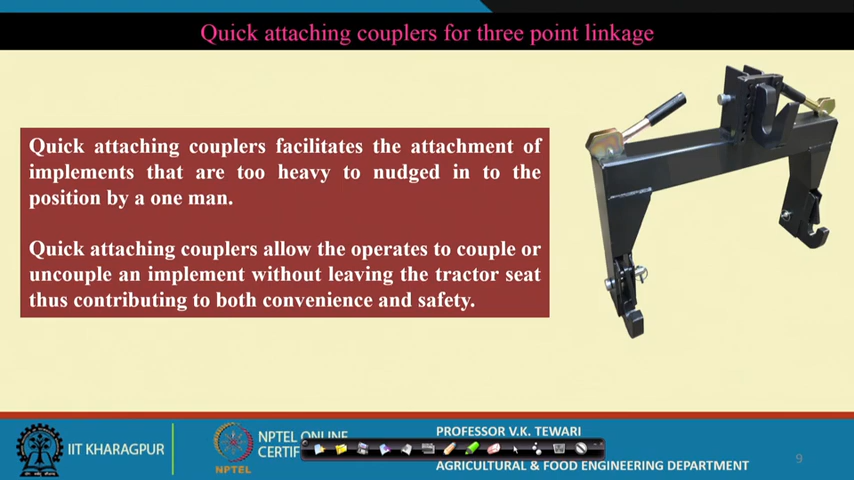 Quick attaching couplers for three point linkage
Quick attaching couplers facilitates the attachment of
implements that are too heavy to nudged in to the
position by a one man.
Quick attaching couplers allow the operates to couple or
uncouple an implement without leaving the tractor seat
thus contributing to both convenience and safety.
IIT KHARAGPUR
NPTEL
NPTEL ONLINE
CERTIF
PROFESSOR V.K. TEWARI
AGRICULTURAL & FOOD ENGINEERING DEPARTMENT
9